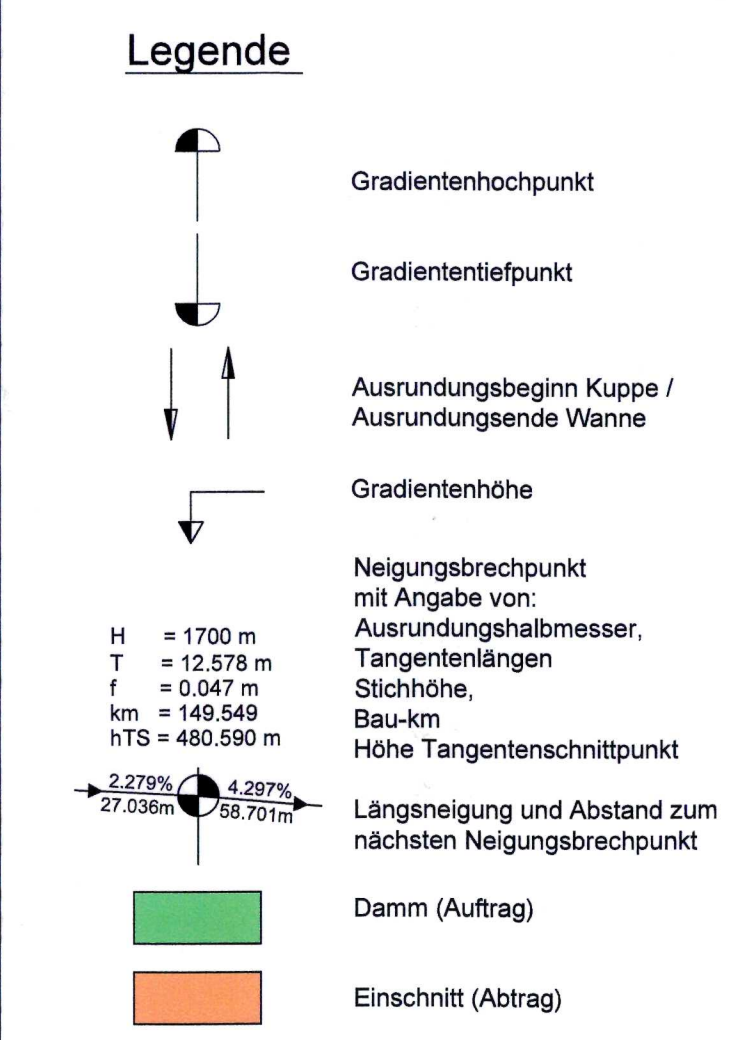 Legende
Gradientenhochpunkt
Gradiententiefpunkt
Ausrundungsbeginn Kuppe /
Ausrundungsende Wanne
Gradientenhöhe
Neigungsbrechpunkt
mit Angabe von:
Ausrundungshalbmesser,
Tangentenlängen
Stichhöhe,
Bau-km
Höhe Tangentenschnittpunkt
H = 1700 m
T = 12.578 m
f = 0.047 m
km = 149.549
hTS = 480.590 m
2.279% 4.297%
27.036m 58.701m
Längsneigung und Abstand zum
nächsten Neigungsbrechpunkt
Damm (Auftrag)
Einschnitt (Abtrag)